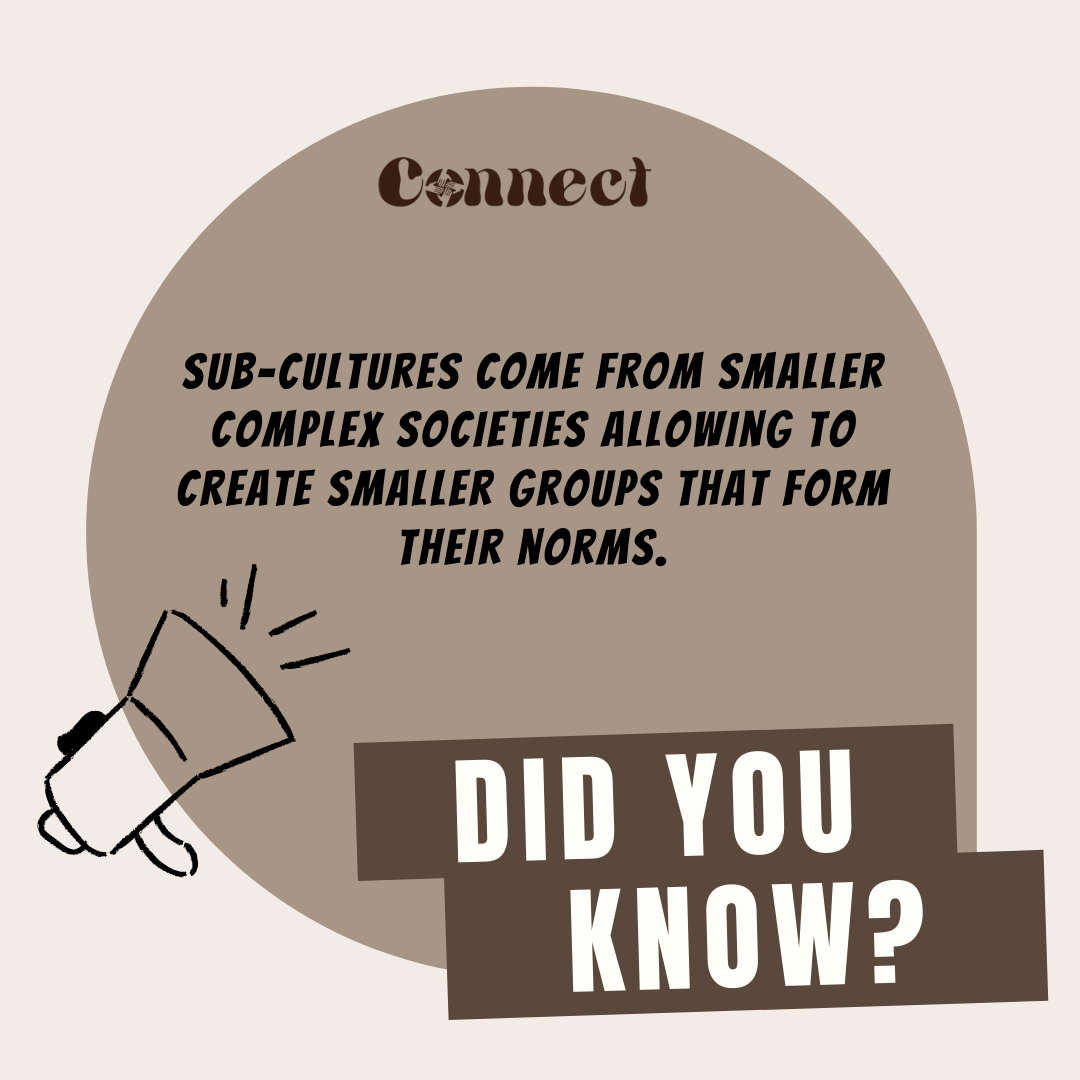 Connect
SUB-CULTURES COME FROM SMALLER
COMPLEX SOCIETIES ALLOWING TO
CREATE SMALLER GROUPS THAT FORM
THEIR NORMS.
DID YOU
KNOW?